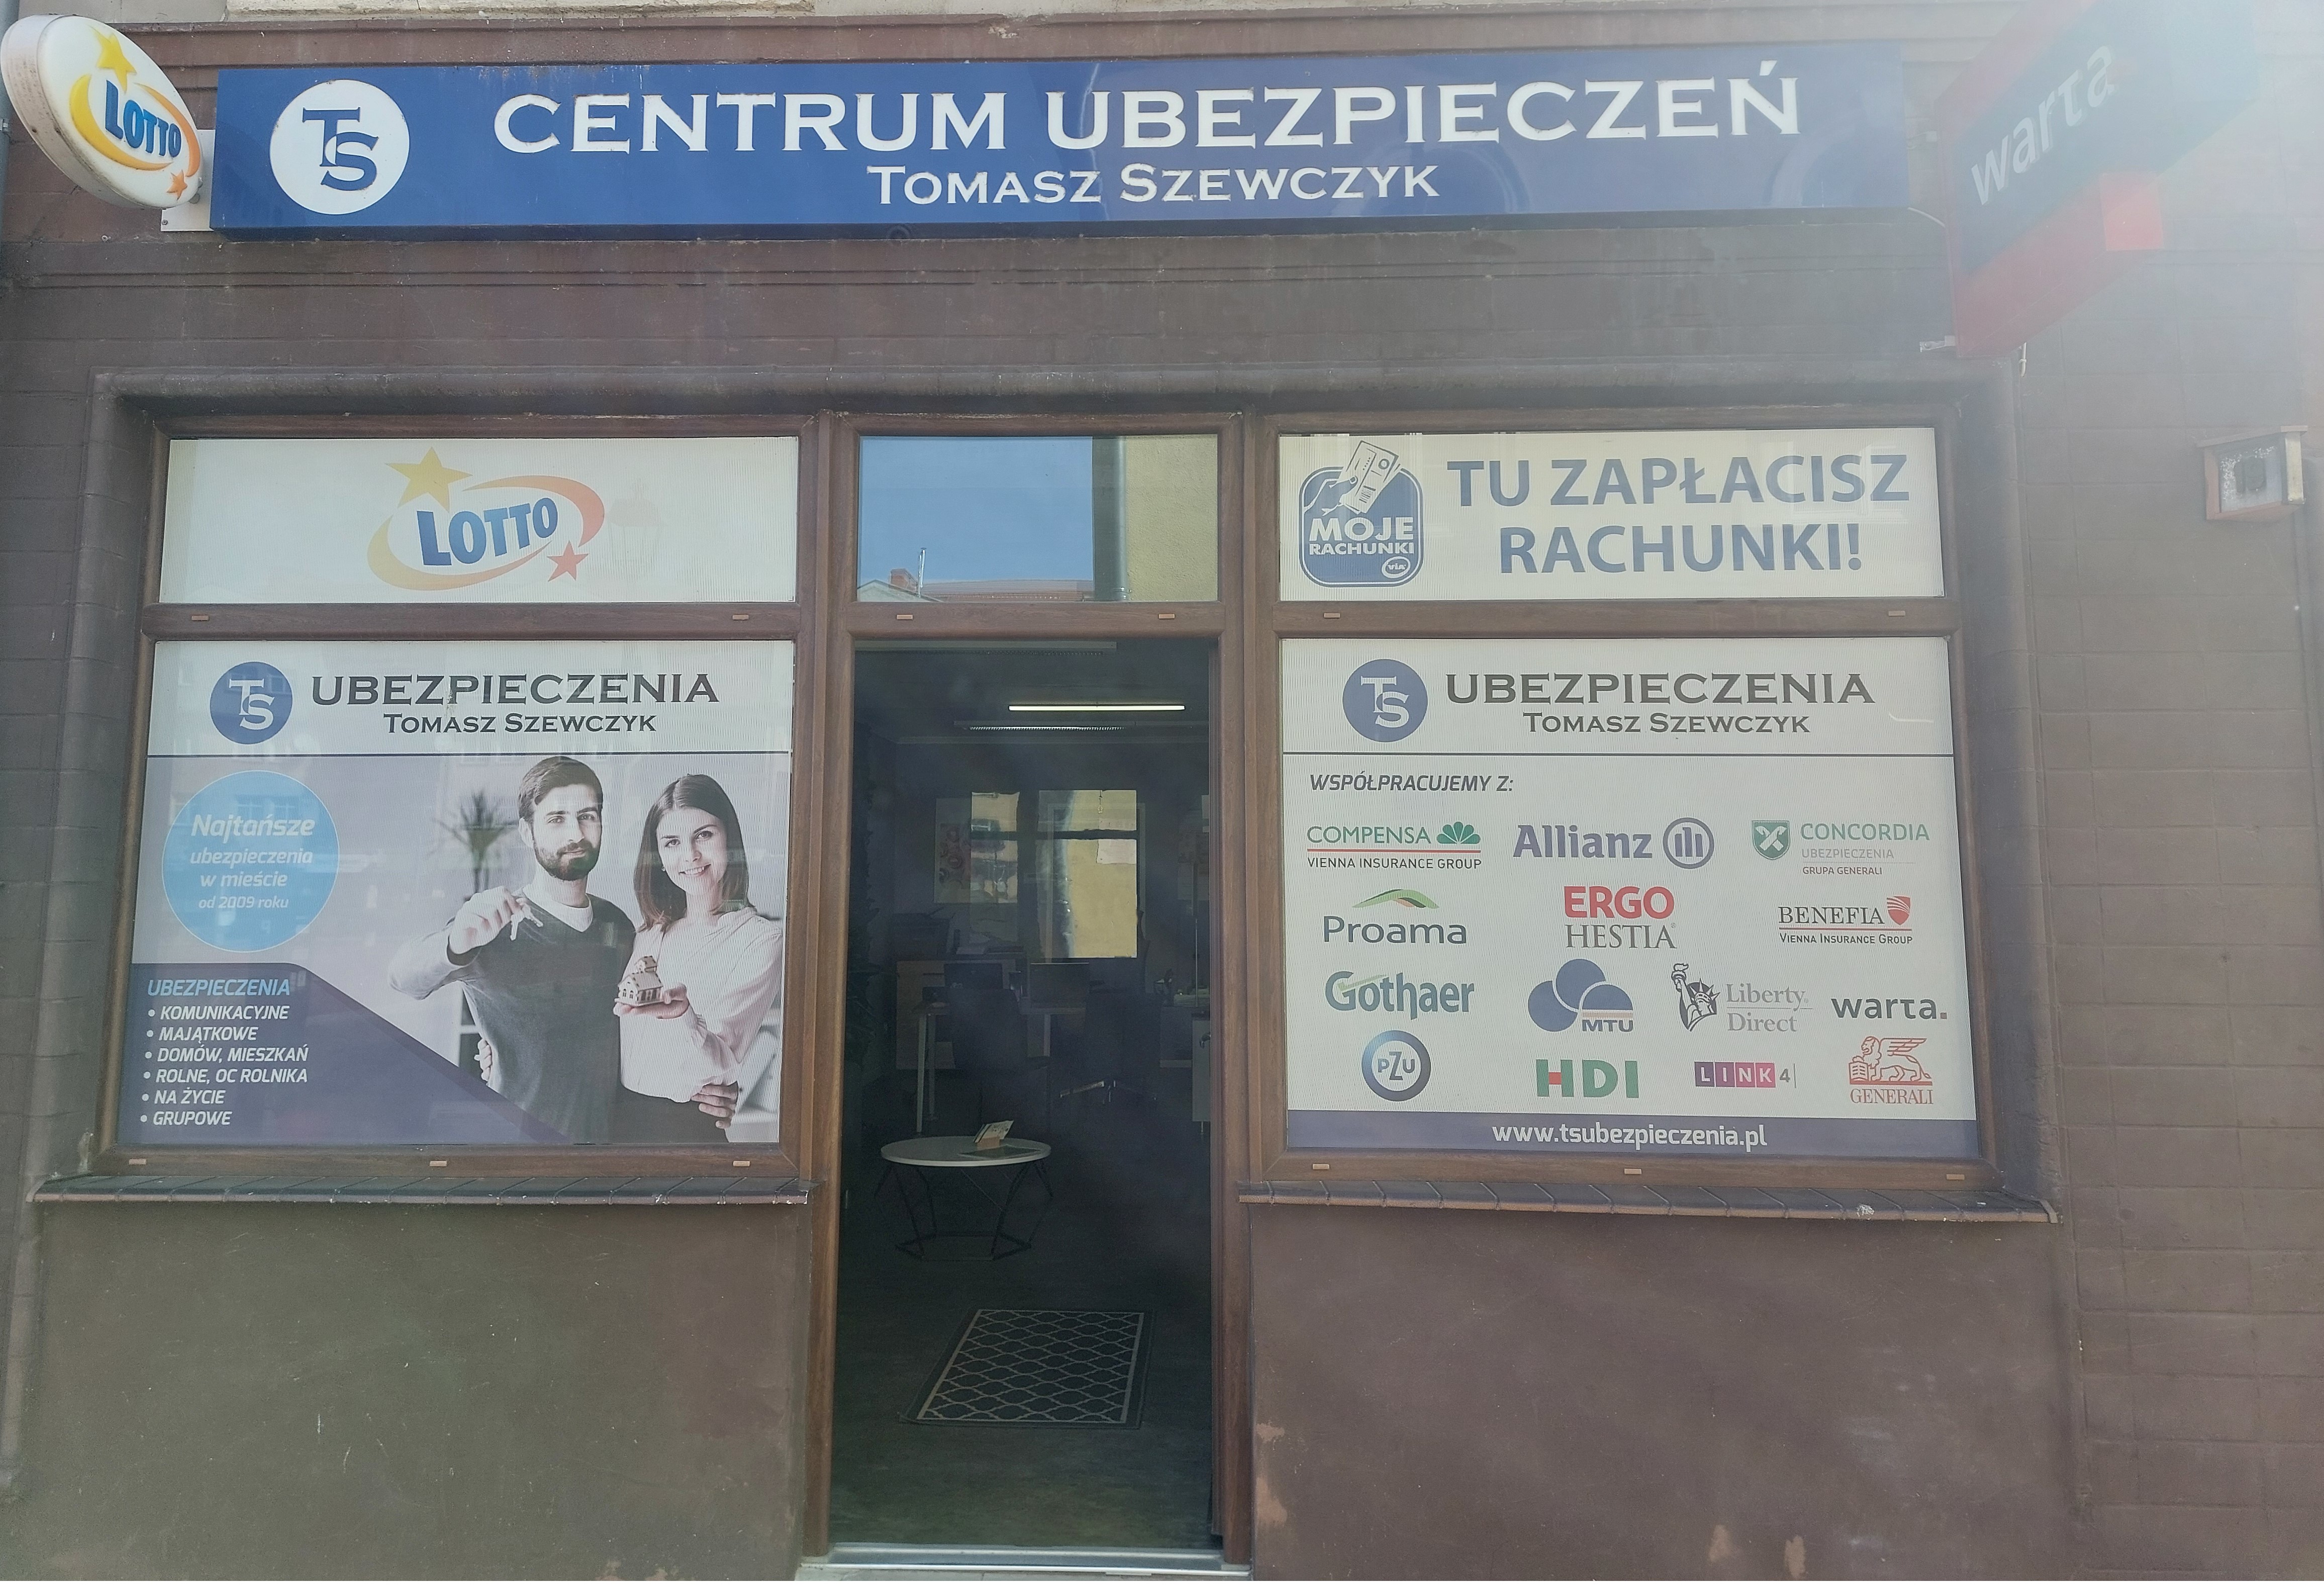 LOTTO
TS
CENTRUM UBEZPIECZEŃ
TOMASZ SZEWCZYK
warta
LOTTO
MOJE
RACHUNKI
via
TU ZAPŁACISZ
RACHUNKI!
TS
UBEZPIECZENIA
TOMASZ SZEWCZYK
Najtańsze
ubezpieczenia
w mieście
od 2009 roku
UBEZPIECZENIA
• KOMUNIKACYJNE
• MAJĄTKOWE
• DOMÓW, MIESZKAŃ
• ROLNE, OC ROLNIKA
• NA ŻYCIE
• GRUPOWE
TS
UBEZPIECZENIA
TOMASZ SZEWCZYK
WSPÓŁPRACUJEMY Z:
COMPENSA
VIENNA INSURANCE GROUP
Allianz
CONCORDIA
UBEZPIECZENIA
GRUPA GENERALI
Proama
ERGO
HESTIA®
BENEFIA
VIENNA INSURANCE GROUP
Gothaer
MTU
Liberty
Direct
warta.
PZU
HDI
LINK4
GENERALI
www.tsubezpieczenia.pl